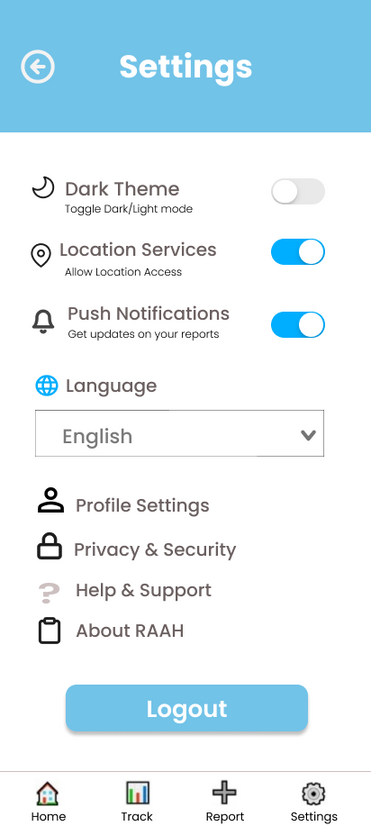 Settings
Dark Theme
Toggle Dark/Light mode
Location Services
Allow Location Access
Push Notifications
Get updates on your reports
Language
English
Profile Settings
Privacy & Security
? Help & Support
About RAAH
Logout
Home Track Report Settings